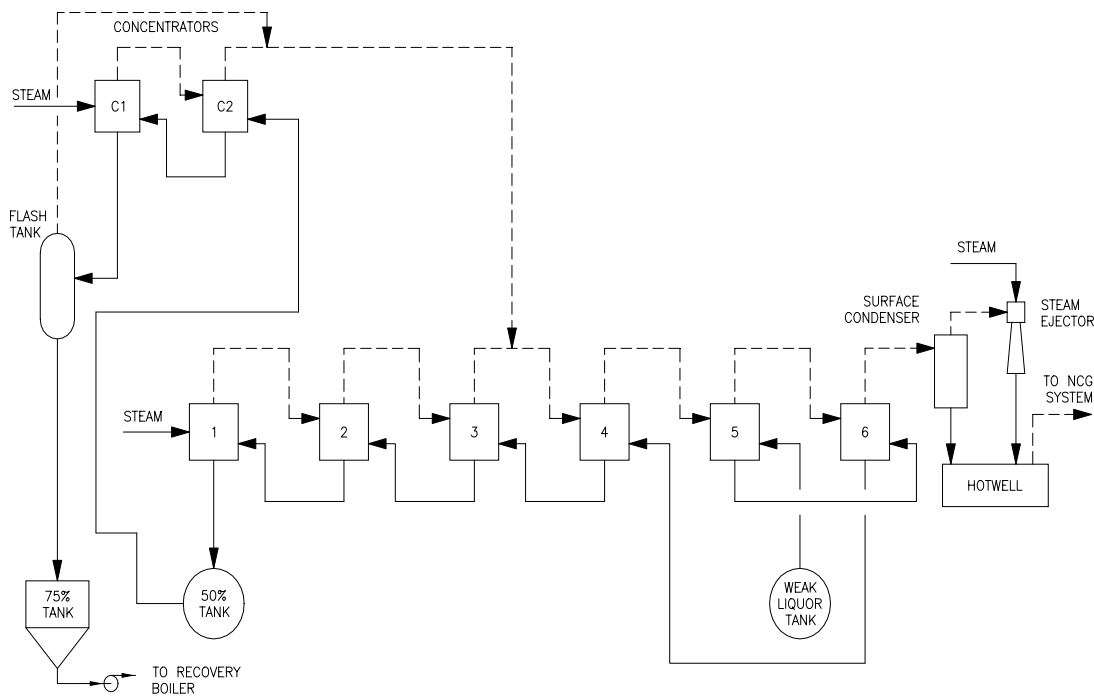 CONCENTRATORS
STEAM
C1
C2
FLASH
TANK
STEAM
SURFACE
CONDENSER
STEAM
EJECTOR
TO NCG
SYSTEM
STEAM
1
2
3
4
5
6
HOTWELL
75%
TANK
50%
TANK
WEAK
LIQUOR
TANK
TO RECOVERY
BOILER